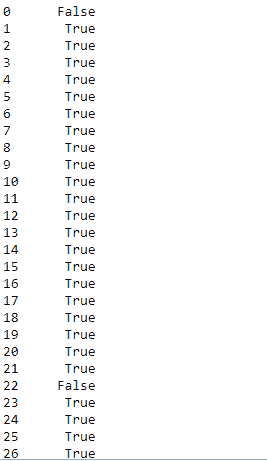 0 False
1 True
2 True
3 True
4 True
5 True
6 True
7 True
8 True
9 True
10 True
11 True
12 True
13 True
14 True
15 True
16 True
17 True
18 True
19 True
20 True
21 True
22 False
23 True
24 True
25 True
26 True